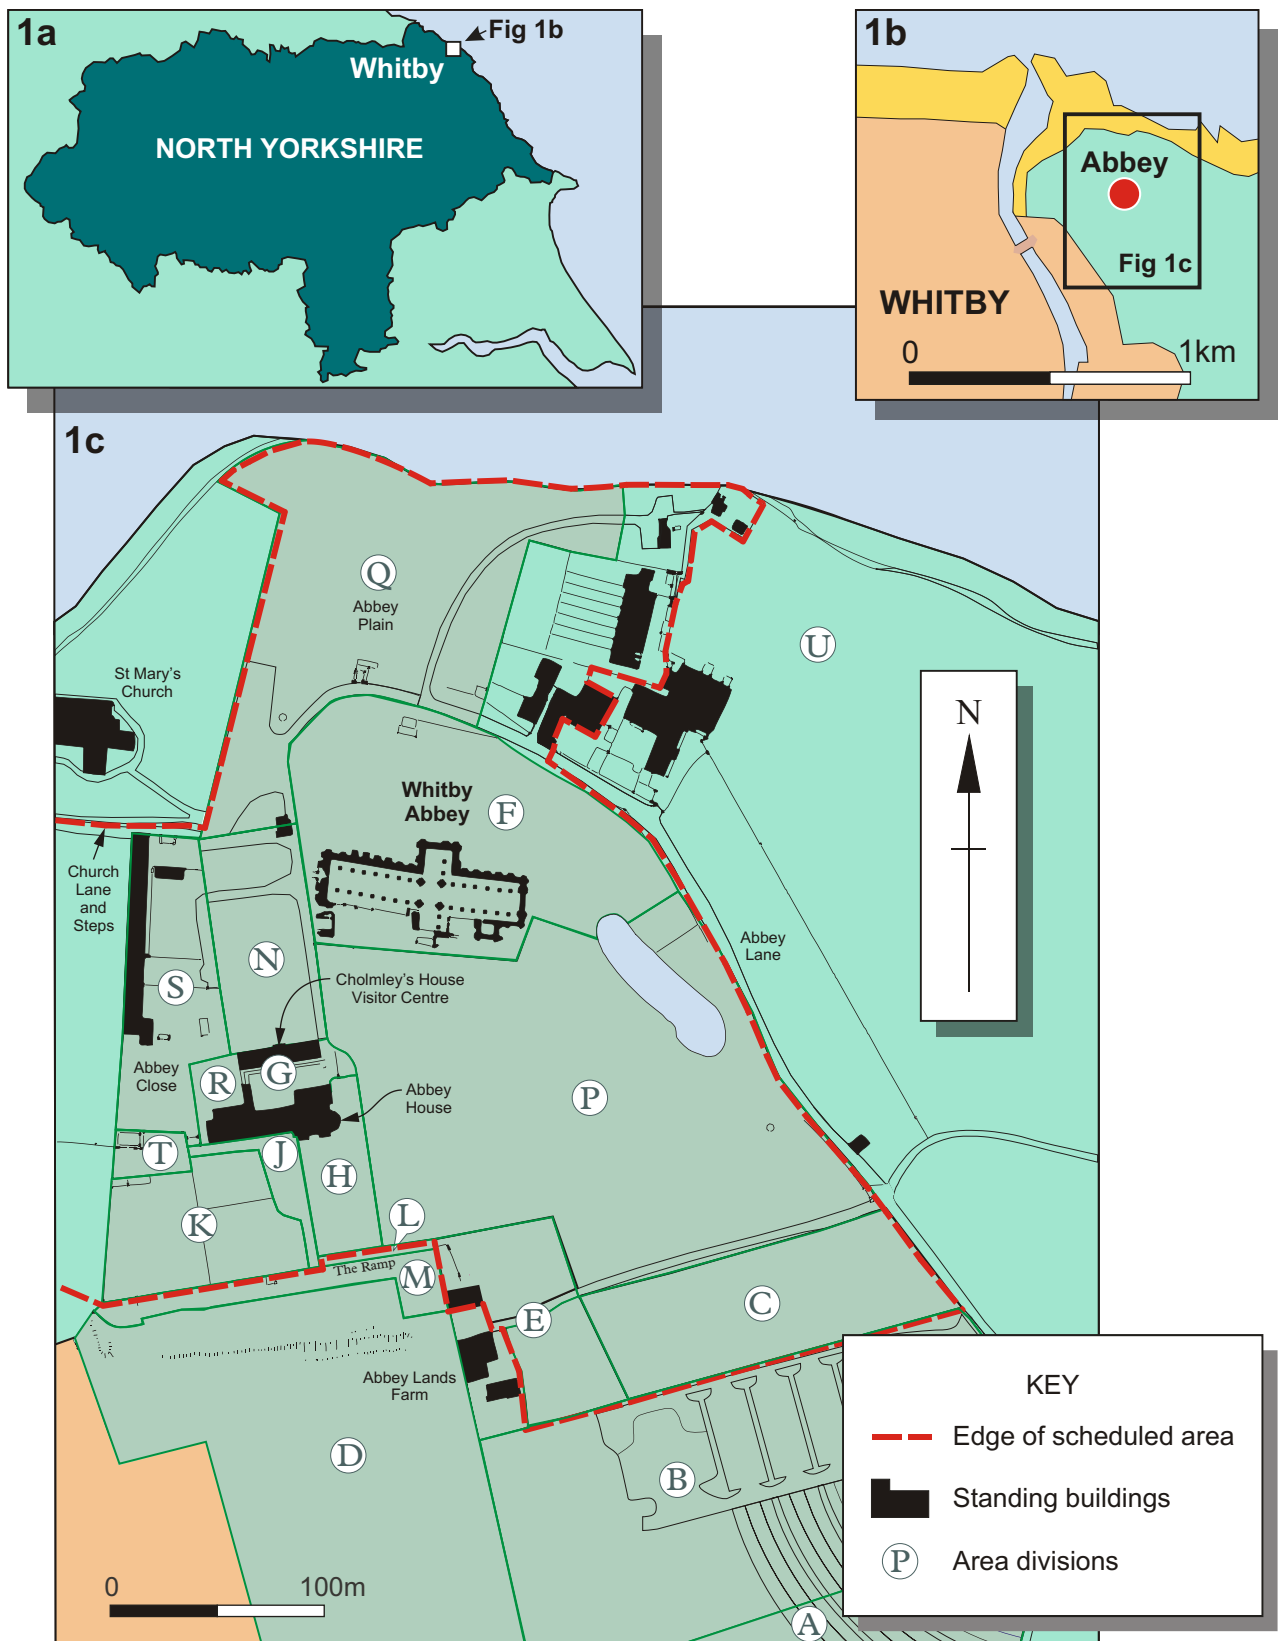 1a
Fig 1b
Whitby
NORTH YORKSHIRE
1b
Abbey
Fig 1c
WHITBY
0
1km
1c
Q
Abbey
Plain
U
St Mary's
Church
N
Whitby
Abbey
F
Church
Lane
and
Steps
Abbey
Lane
N
S
Cholmley's House
Visitor Centre
Abbey
Close
R
G
Abbey
House
P
T
J
H
K
L
The Ramp
M
C
E
Abbey Lands
Farm
D
B
A
0
100m
KEY
Edge of scheduled area
Standing buildings
P
Area divisions